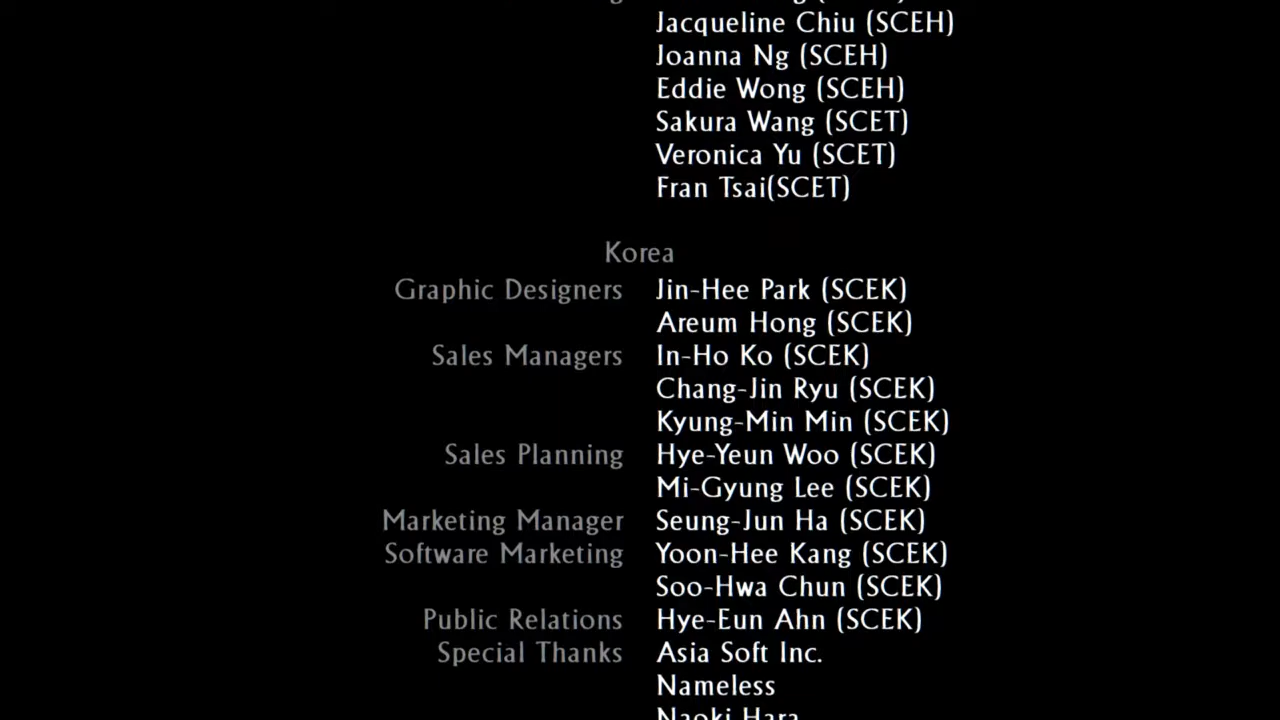 Jacqueline Chiu (SCEH)
Joanna Ng (SCEH)
Eddie Wong (SCEH)
Sakura Wang (SCET)
Veronica Yu (SCET)
Fran Tsai(SCET)
Korea
Graphic Designers Jin-Hee Park (SCEK)
Areum Hong (SCEK)
Sales Managers In-Ho Ko (SCEK)
Chang-Jin Ryu (SCEK)
Kyung-Min Min (SCEK)
Sales Planning Hye-Yeun Woo (SCEK)
Mi-Gyung Lee (SCEK)
Marketing Manager Seung-Jun Ha (SCEK)
Software Marketing Yoon-Hee Kang (SCEK)
Soo-Hwa Chun (SCEK)
Public Relations Hye-Eun Ahn (SCEK)
Special Thanks Asia Soft Inc.
Nameless
Naoki Hara